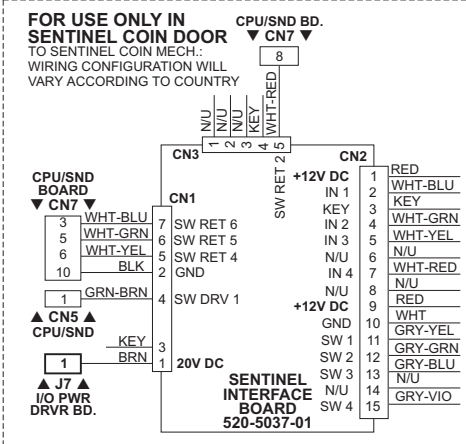 FOR USE ONLY IN
SENTINEL COIN DOOR
TO SENTINEL COIN MECH.:
WIRING CONFIGURATION WILL
VARY ACCORDING TO COUNTRY
CPU/SND BD.
▼ CN7 ▼
8
N/U
N/U
N/U
KEY
WHT-RED
1
2
3
4
5
CN3
SW RET 2
CN2
CPU/SND
BOARD
▼ CN7 ▼
3 WHT-BLU 7 SW RET 6
5 WHT-GRN 6 SW RET 5
6 WHT-YEL 5 SW RET 4
10 BLK 2 GND
CN1
1 GRN-BRN 4 SW DRV 1
▲ CN5 ▲
CPU/SND
KEY 3
1 BRN 1 20V DC
▲ J7 ▲
I/O PWR
DRVR BD.
+12V DC 1 RED
IN 1 2 WHT-BLU
KEY 3 KEY
IN 2 4 WHT-GRN
IN 3 5 WHT-YEL
N/U 6 N/U
IN 4 7 WHT-RED
N/U 8 N/U
+12V DC 9 RED
GND 10 WHT
SW 1 11 GRY-YEL
SW 2 12 GRY-GRN
SW 3 13 GRY-BLU
N/U 14 N/U
SW 4 15 GRY-VIO
SENTINEL
INTERFACE
BOARD
520-5037-01